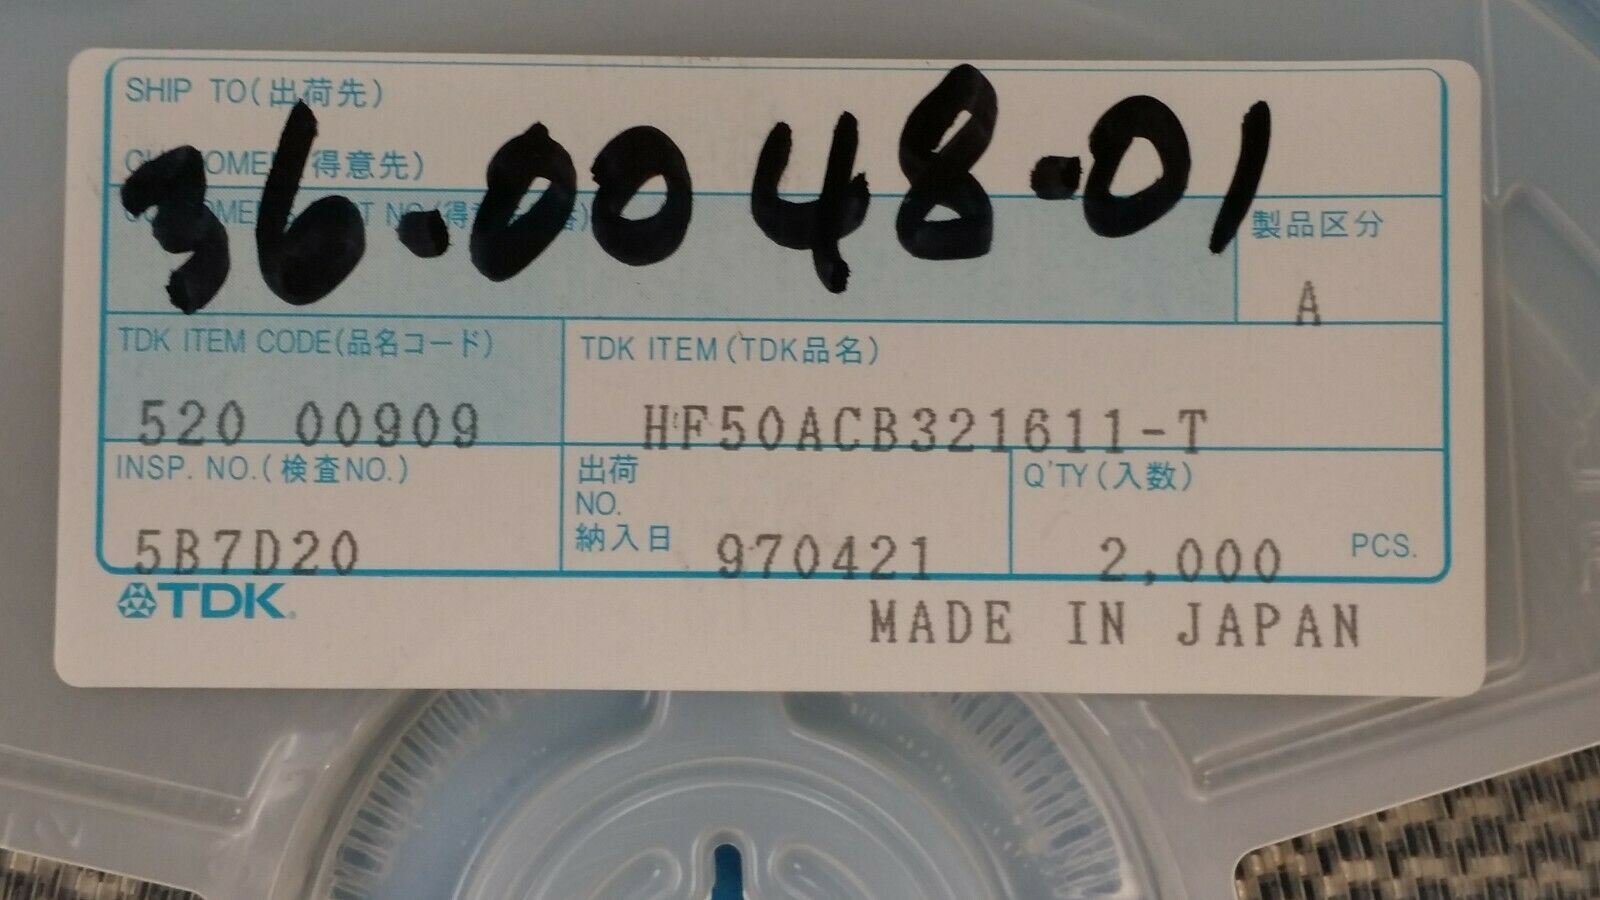 SHIP TO(出荷先)
36-0048-01
得意先)
製品区分
A
TDK ITEM CODE(品名コード)
520 00909
TDK ITEM(TDK品名)
HF50ACB321611-T
INSP. NO.(検査NO.)
5B7D20
出荷
NO.
納入日 970421
Q'TY(入数)
2,000 PCS.
TDK
MADE IN JAPAN